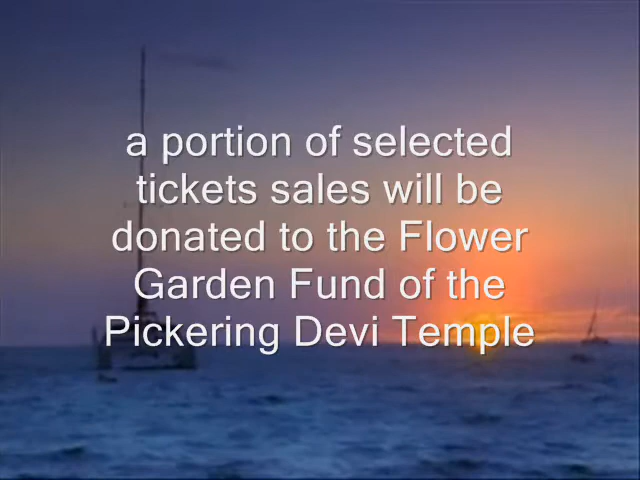 a portion of selected
tickets sales will be
donated to the Flower
Garden Fund of the
Pickering Devi Temple